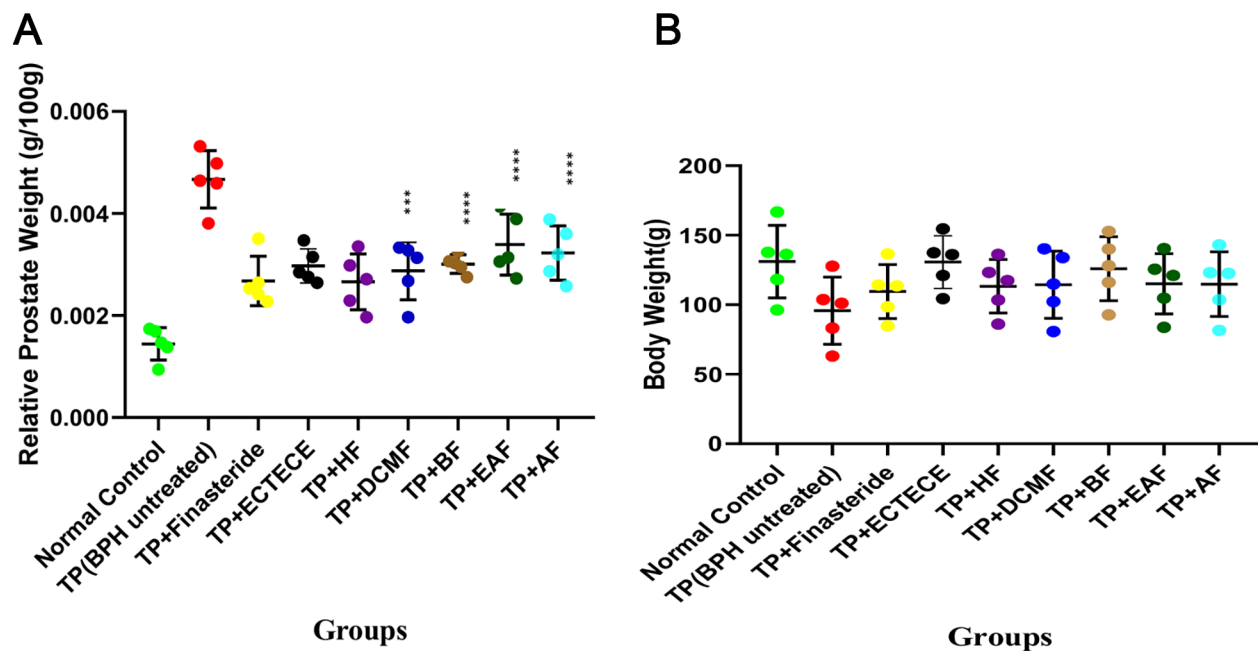 A
Relative Prostate Weight (g/100g)
0.006
0.004
0.002
0.000
***
****
****
****
Normal Control
TP(BPH untreated)
TP+Finasteride
TP+ECTECE
TP+HF
TP+DCMF
TP+BF
TP+EAF
TP+AF
Groups
B
Body Weight(g)
200
150
100
50
0
Normal Control
TP(BPH untreated)
TP+Finasteride
TP+ECTECE
TP+HF
TP+DCMF
TP+BF
TP+EAF
TP+AF
Groups